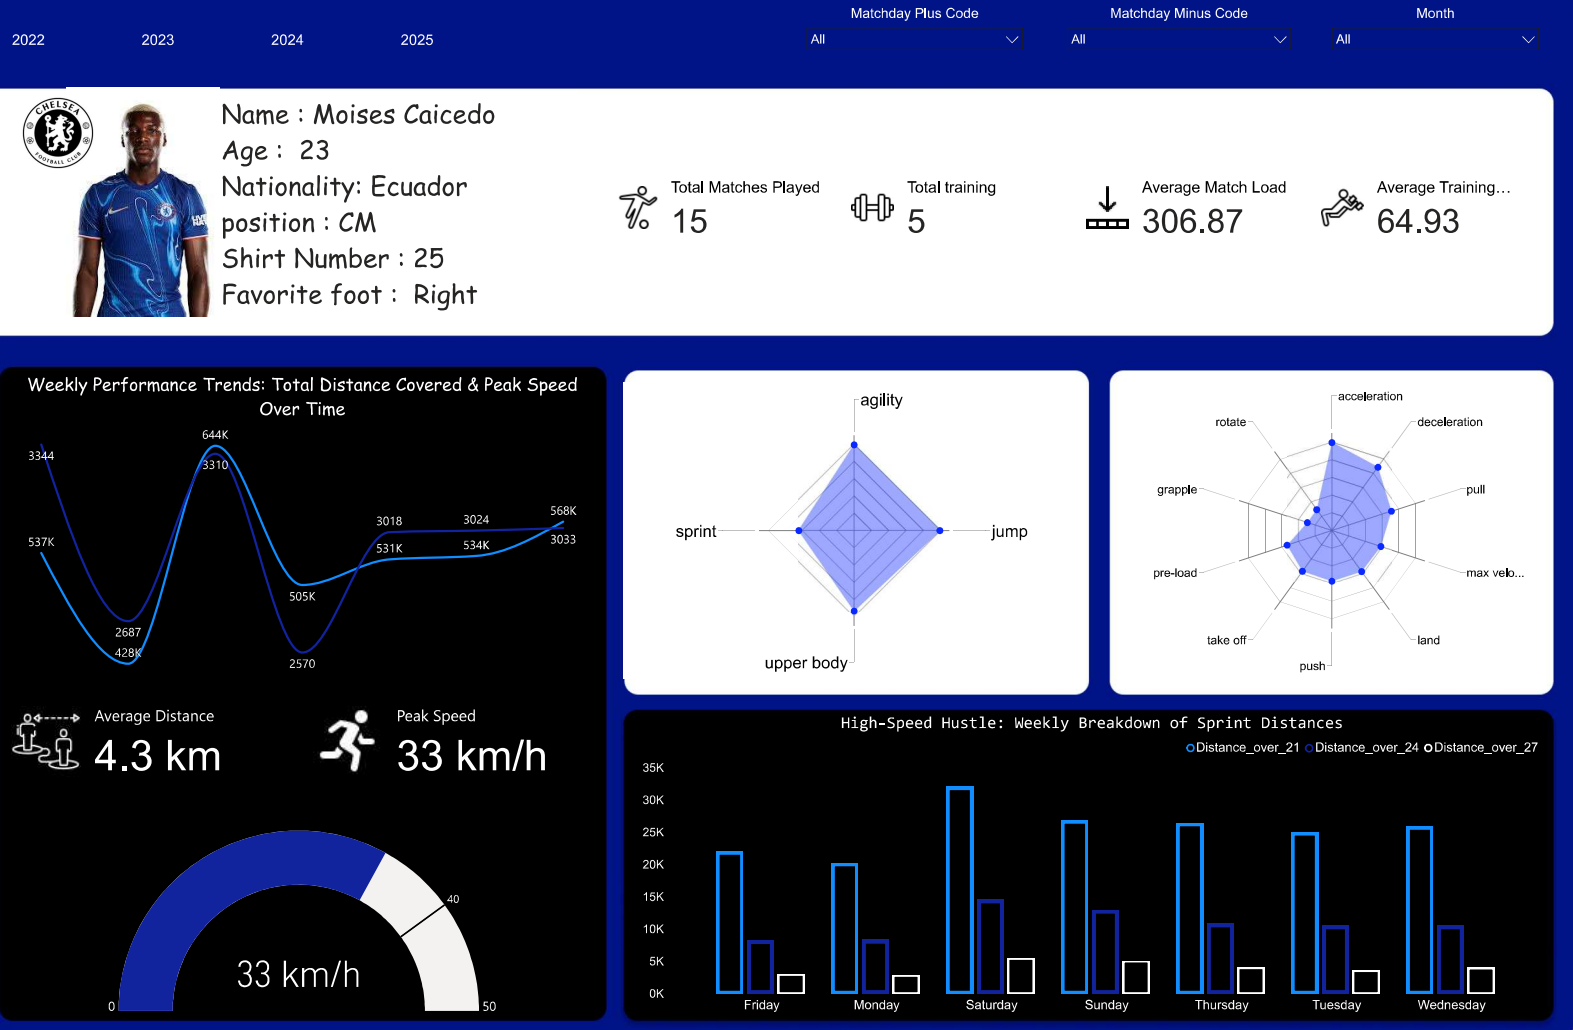 Matchday Plus Code
Matchday Minus Code
Month
2022
2023
2024
2025
All
All
All
CHELSEA
FOOTBALL CLUB
Name : Moises Caicedo
Age : 23
Nationality: Ecuador
position : CM
Shirt Number : 25
Favorite foot : Right
Total Matches Played
15
Total training
5
Average Match Load
306.87
Average Training...
64.93
Weekly Performance Trends: Total Distance Covered & Peak Speed
Over Time
644K
3344
3310
568K
3018
3024
537K
531K
534K
3033
505K
2687
428K
2570
Average Distance
4.3 km
Peak Speed
33 km/h
40
33 km/h
0
50
agility
sprint
jump
upper body
acceleration
rotate
deceleration
grapple
pull
pre-load
max velo...
take off
land
push
High-Speed Hustle: Weekly Breakdown of Sprint Distances
Distance_over_21
Distance_over_24
Distance_over_27
35K
30K
25K
20K
15K
10K
5K
0K
Friday
Monday
Saturday
Sunday
Thursday
Tuesday
Wednesday